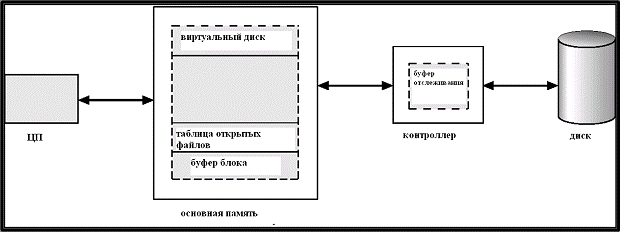 виртуальный диск
буфер
отслеживания
таблица открытых
файлов
контроллер
диск
ЦП
буфер блока
основная память